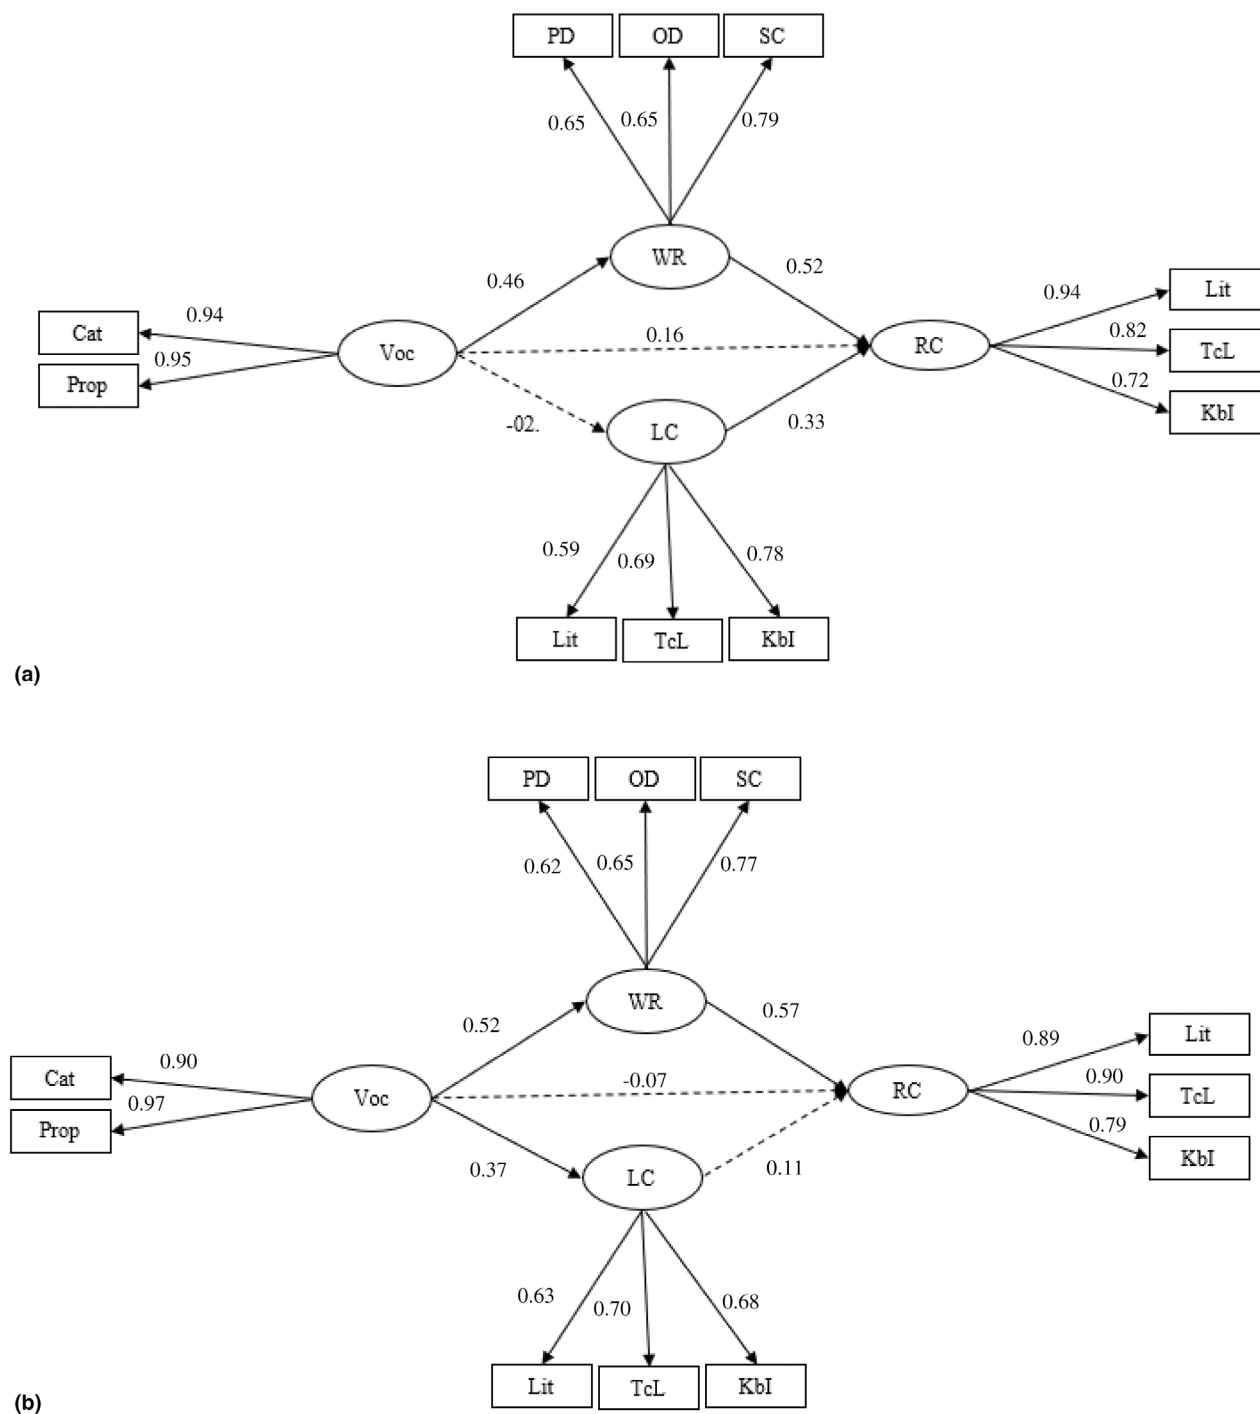 PD OD SC
0.65 0.65 0.79
WR
0.46 0.52
0.94 0.94 Lit
Cat 0.16 0.82
Voc RC TcL
0.95 0.72
Prop KbI
-02. LC 0.33
0.59 0.69 0.78
Lit TcL KbI
(a)
PD OD SC
0.62 0.65 0.77
WR
0.52 0.57
0.90 0.89 Lit
Cat -0.07 0.90
Voc RC TcL
0.97 0.79
Prop KbI
0.37 LC 0.11
0.63 0.70 0.68
Lit TcL KbI
(b)